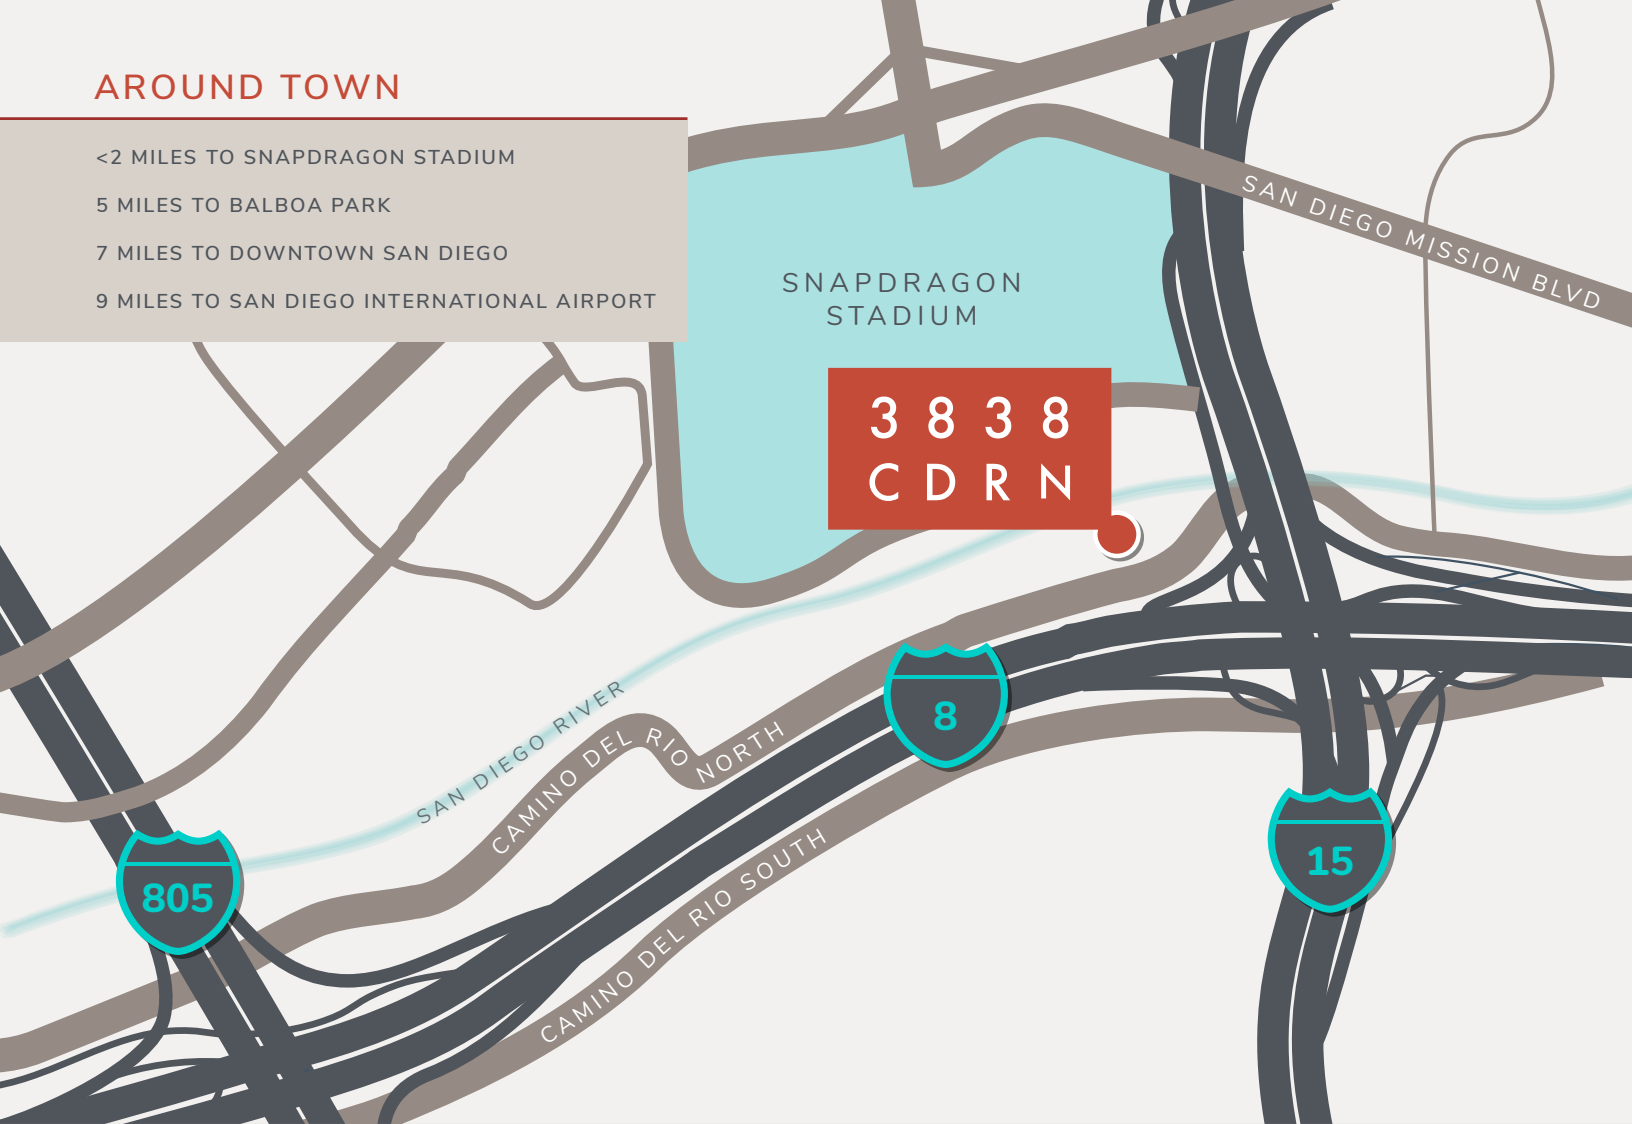 AROUND TOWN
<2 MILES TO SNAPDRAGON STADIUM
5 MILES TO BALBOA PARK
7 MILES TO DOWNTOWN SAN DIEGO
9 MILES TO SAN DIEGO INTERNATIONAL AIRPORT
SAN DIEGO MISSION BLVD
SNAPDRAGON
STADIUM
3838
CDRN
SAN DIEGO RIVER
CAMINO DEL RIO NORTH
8
CAMINO DEL RIO SOUTH
15
805